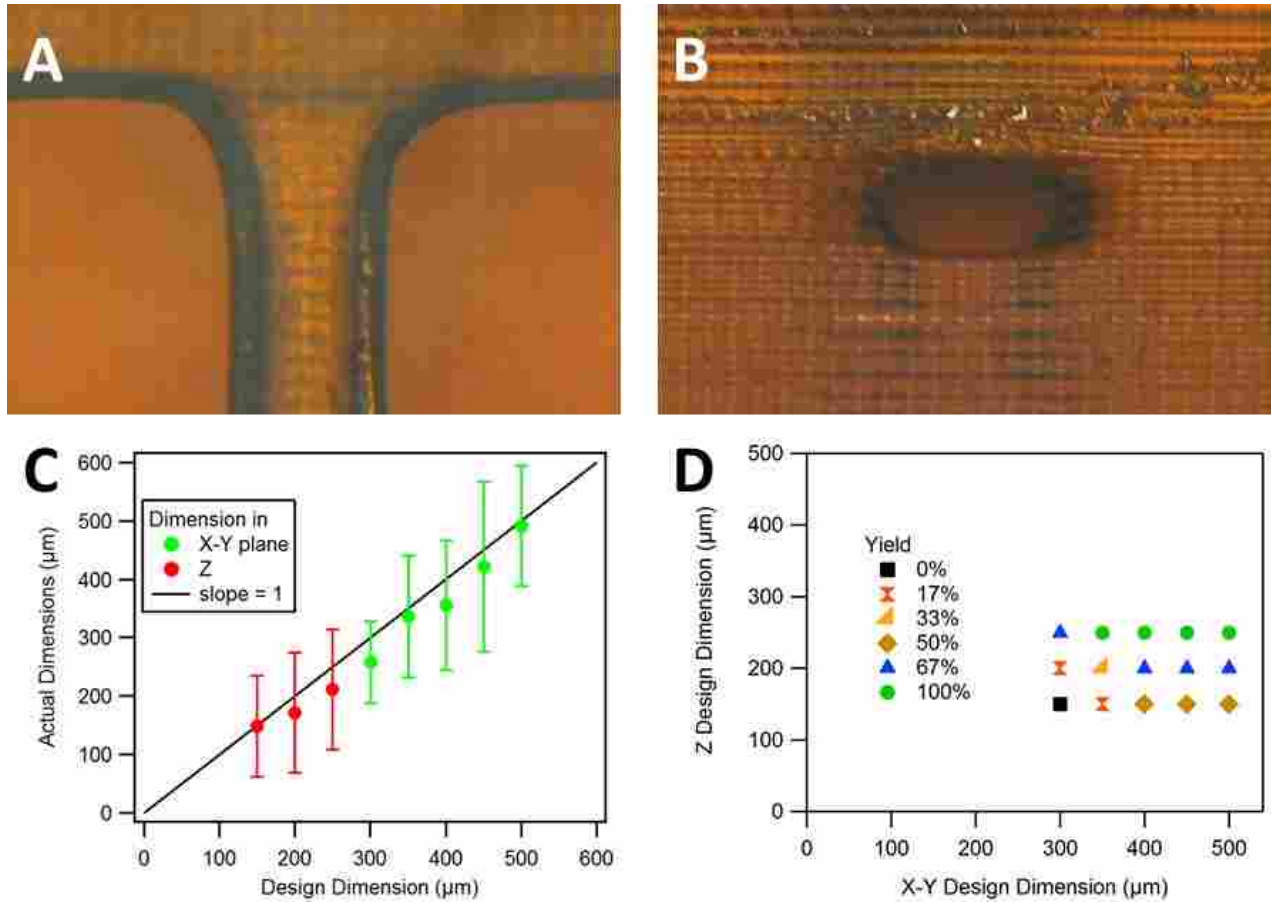 A
B
C
600
500
400
300
200
100
0
Actual Dimensions (µm)
Dimension in
X-Y plane
Z
slope = 1
0 100 200 300 400 500 600
Design Dimension (µm)
D
500
400
300
200
100
0
Z Design Dimension (µm)
Yield
0%
17%
33%
50%
67%
100%
0 100 200 300 400 500
X-Y Design Dimension (µm)